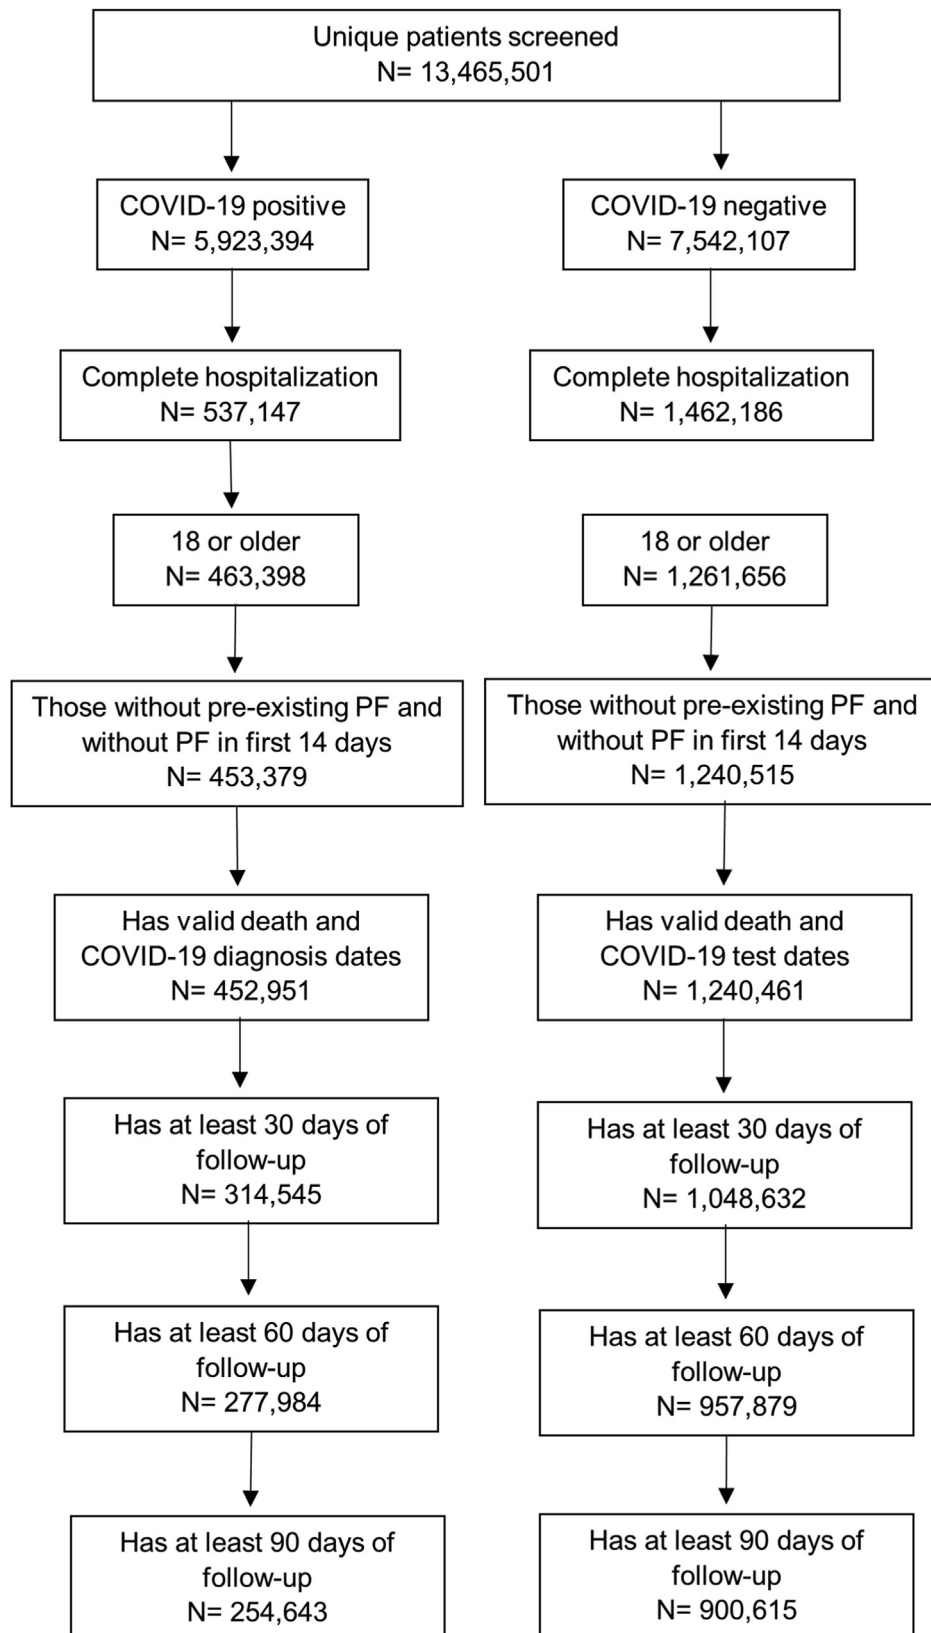 Unique patients screened
N= 13,465,501
COVID-19 positive
N= 5,923,394
COVID-19 negative
N= 7,542,107
Complete hospitalization
N= 537,147
Complete hospitalization
N= 1,462,186
18 or older
N= 463,398
18 or older
N= 1,261,656
Those without pre-existing PF and
without PF in first 14 days
N= 453,379
Those without pre-existing PF and
without PF in first 14 days
N= 1,240,515
Has valid death and
COVID-19 diagnosis dates
N= 452,951
Has valid death and
COVID-19 test dates
N= 1,240,461
Has at least 30 days of
follow-up
N= 314,545
Has at least 30 days of
follow-up
N= 1,048,632
Has at least 60 days of
follow-up
N= 277,984
Has at least 60 days of
follow-up
N= 957,879
Has at least 90 days of
follow-up
N= 254,643
Has at least 90 days of
follow-up
N= 900,615